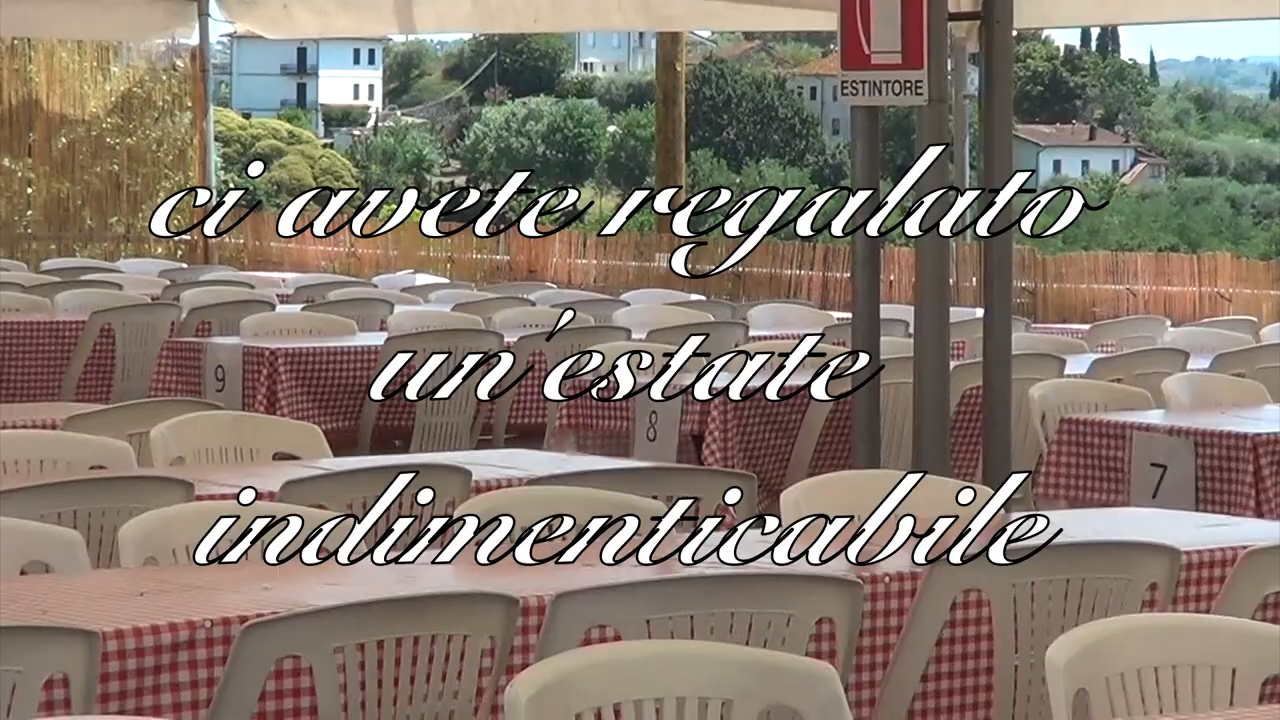 ESTINTORE
ci avete regalato
un'estate
indimenticabile
9
8
7